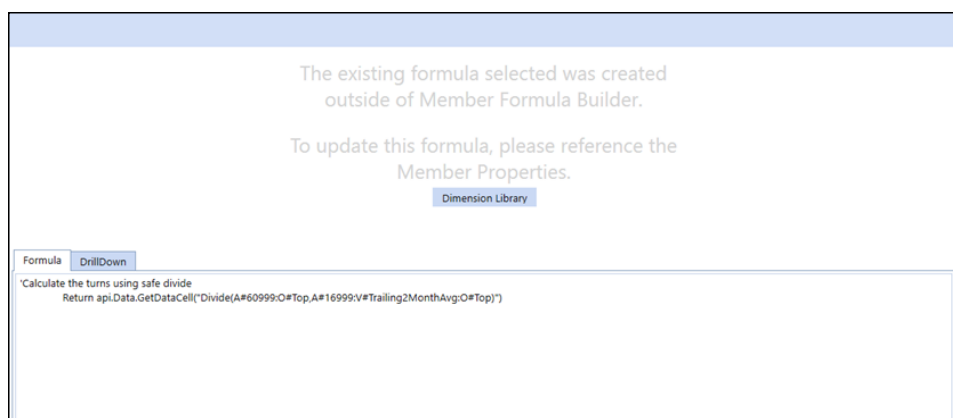 The existing formula selected was created
outside of Member Formula Builder.
To update this formula, please reference the
Member Properties.
Dimension Library
Formula DrillDown
'Calculate the turns using safe divide
Return api.Data.GetDataCell("Divide(A#60999:O#Top,A#16999:V#Trailing2MonthAvg:O#Top)")